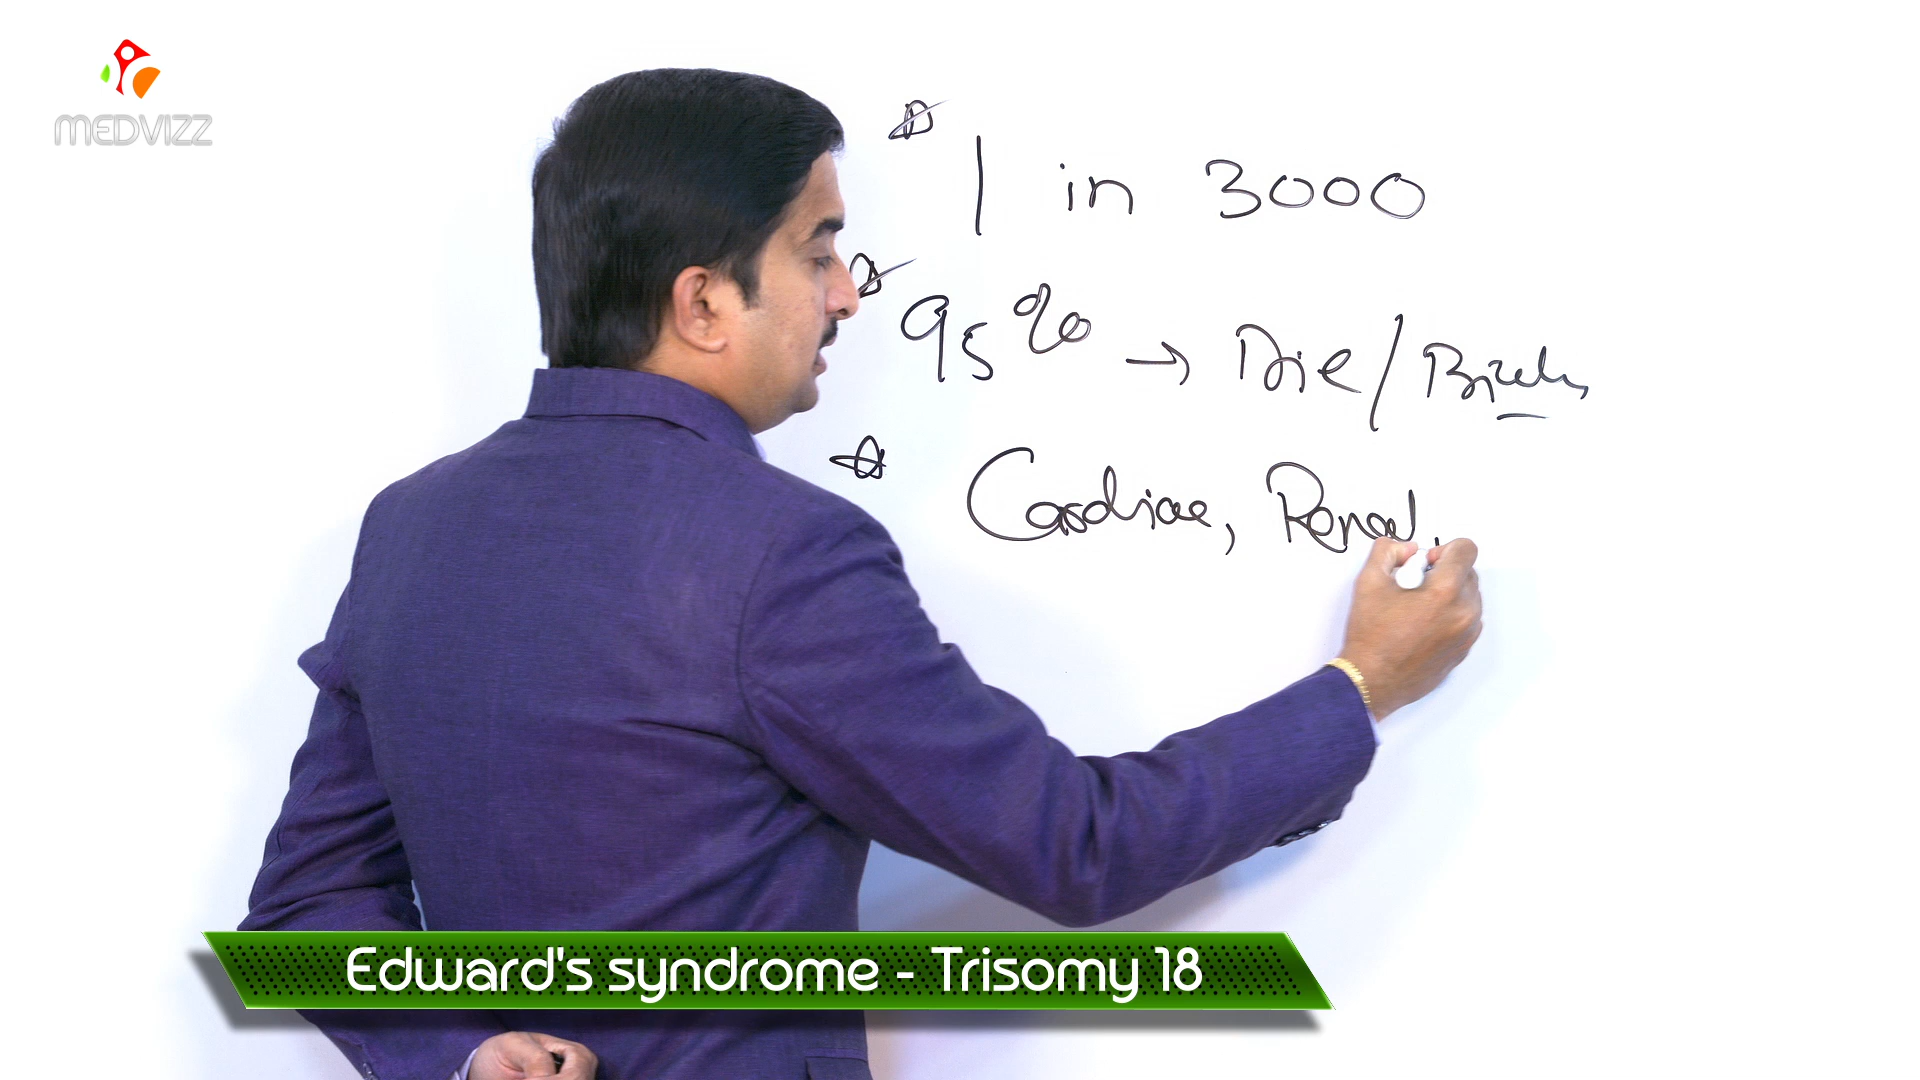 MEDVIZZ
1 in 3000
95% → Die / Birth
Cardiac, Renal,
Edward's syndrome - Trisomy 18